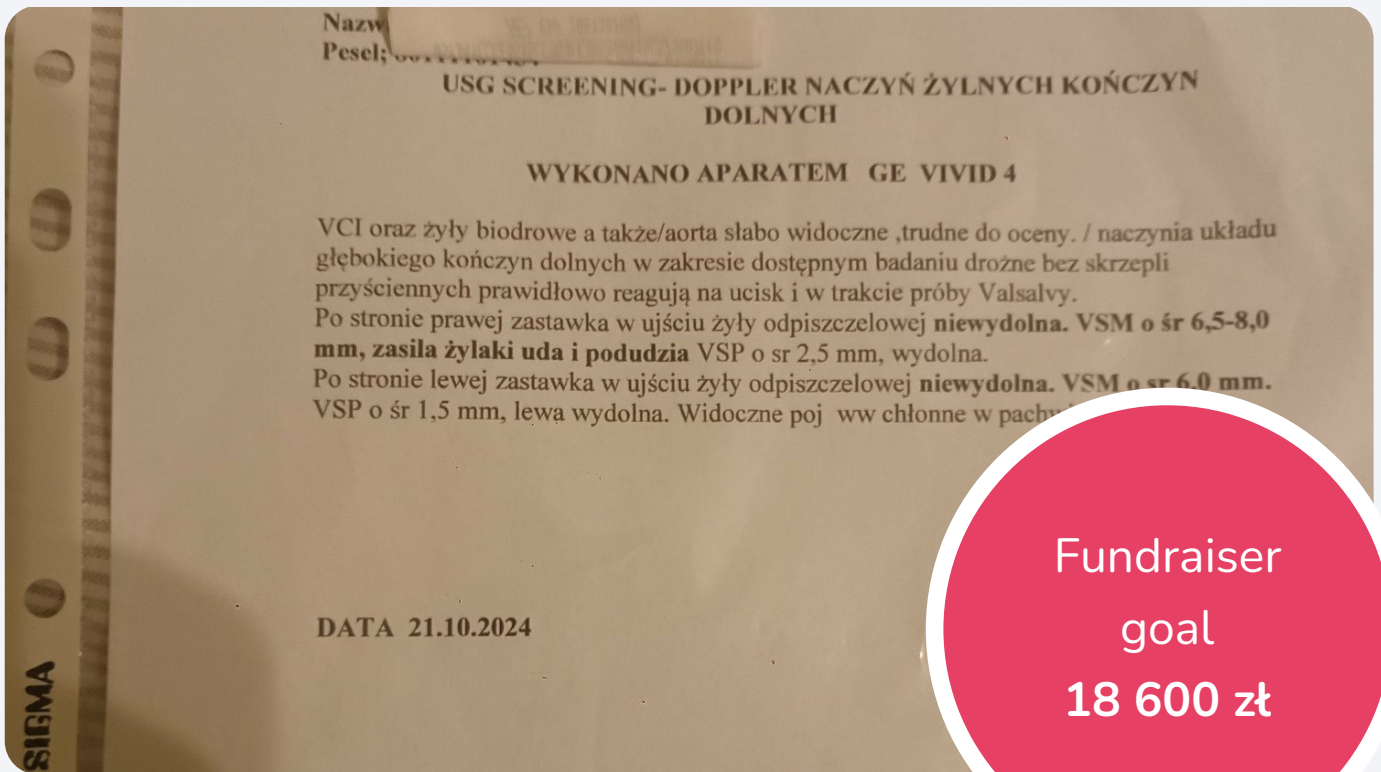 Nazw
Pesel;
USG SCREENING- DOPPLER NACZYŃ ŻYLNYCH KOŃCZYN
DOLNYCH
WYKONANO APARATEM GE VIVID 4
VCI oraz żyły biodrowe a także/aorta słabo widoczne ,trudne do oceny. / naczynia układu
głębokiego kończyn dolnych w zakresie dostępnym badaniu drożne bez skrzepli
przyściennych prawidłowo reagują na ucisk i w trakcie próby Valsalvy.
Po stronie prawej zastawka w ujściu żyły odpiszczelowej niewydolna. VSM o śr 6,5-8,0
mm, zasila żylaki uda i podudzia VSP o sr 2,5 mm, wydolna.
Po stronie lewej zastawka w ujściu żyły odpiszczelowej niewydolna. VSM o sr 6,0 mm.
VSP o śr 1,5 mm, lewa wydolna. Widoczne poj ww chłonne w pachw
DATA 21.10.2024
SIGMA
Fundraiser
goal
18 600 zł